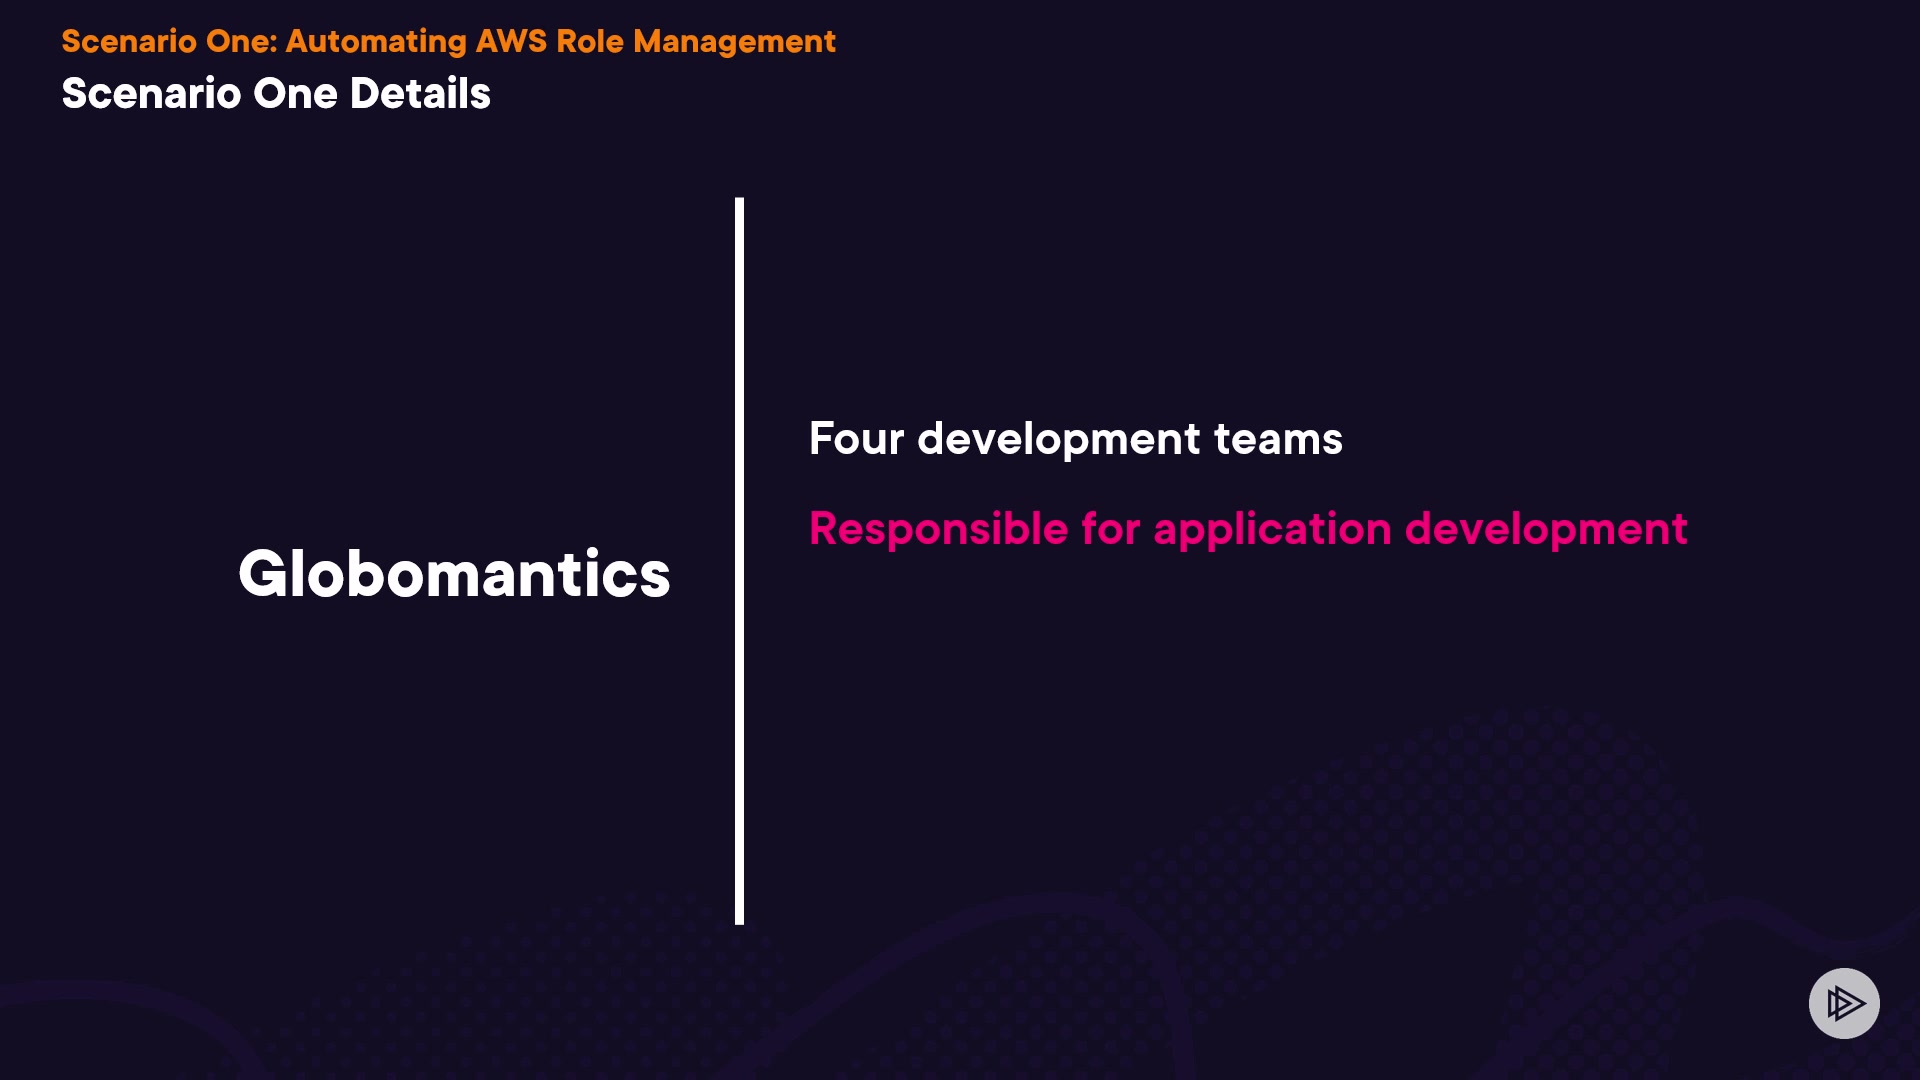 Scenario One: Automating AWS Role Management
Scenario One Details
Globomantics
Four development teams
Responsible for application development